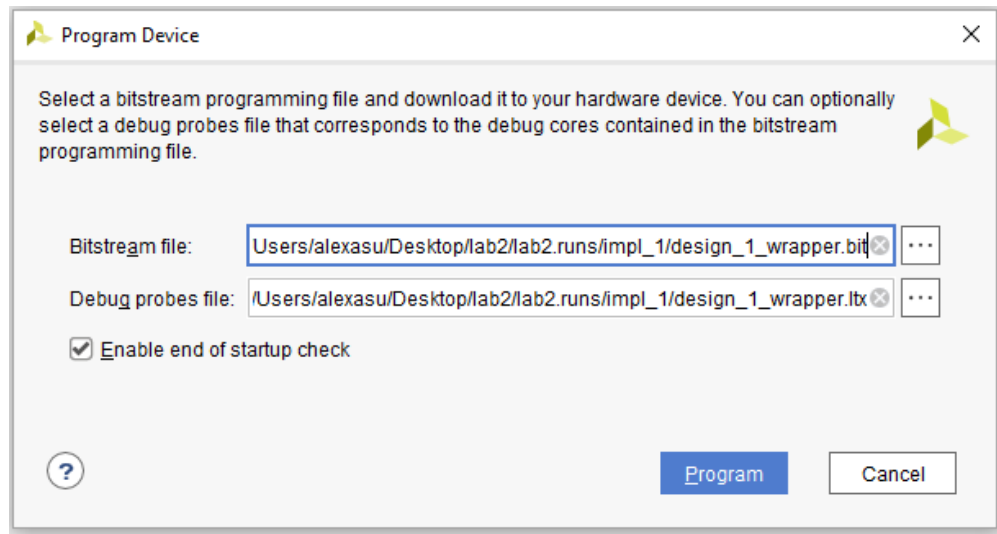 Program Device
Select a bitstream programming file and download it to your hardware device. You can optionally
select a debug probes file that corresponds to the debug cores contained in the bitstream
programming file.
Bitstream file: Users/alexasu/Desktop/lab2/lab2.runs/impl_1/design_1_wrapper.bit ...
Debug probes file: /Users/alexasu/Desktop/lab2/lab2.runs/impl_1/design_1_wrapper.ltx ...
Enable end of startup check
? Program Cancel